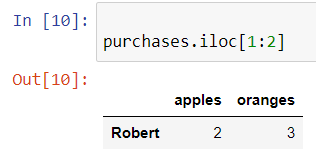 In [10]:
purchases.iloc[1:2]
Out[10]:
apples oranges
Robert 2 3